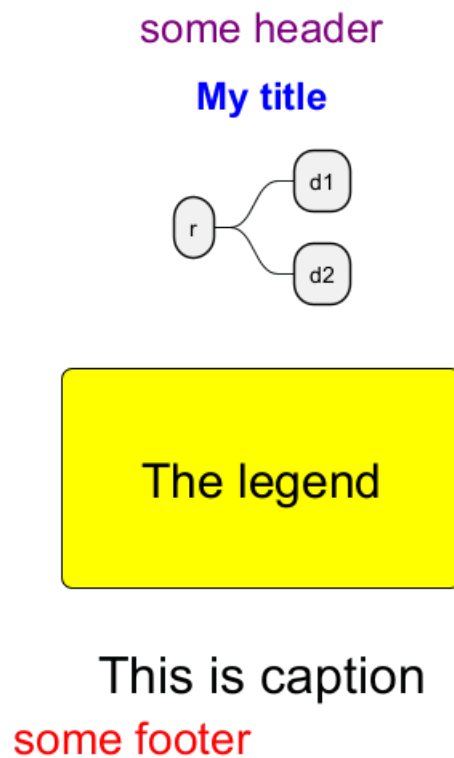 some header
My title
d1
r
d2
The legend
This is caption
some footer